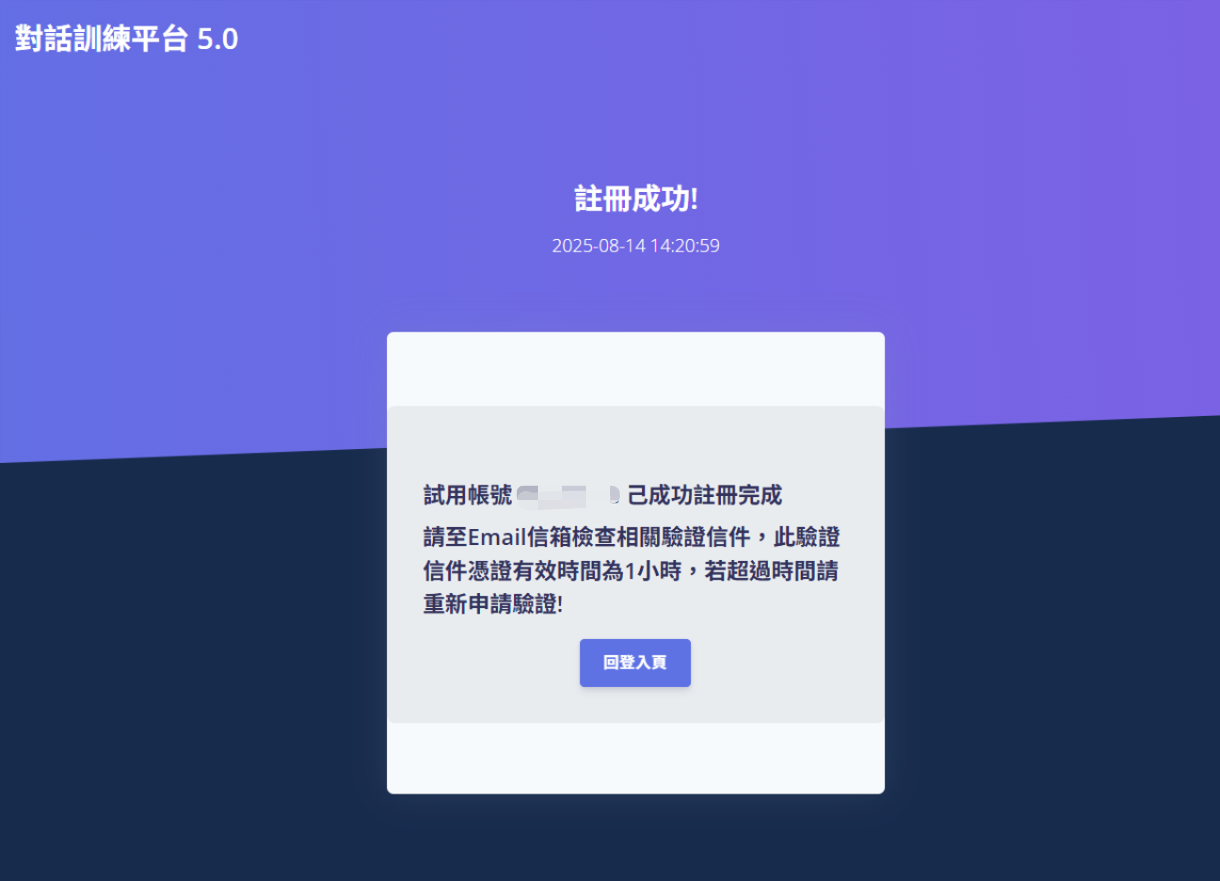 對話訓練平台 5.0
註冊成功!
2025-08-14 14:20:59
試用帳號 己成功註冊完成
請至Email信箱檢查相關驗證信件，此驗證
信件憑證有效時間為1小時，若超過時間請
重新申請驗證!
回登入頁